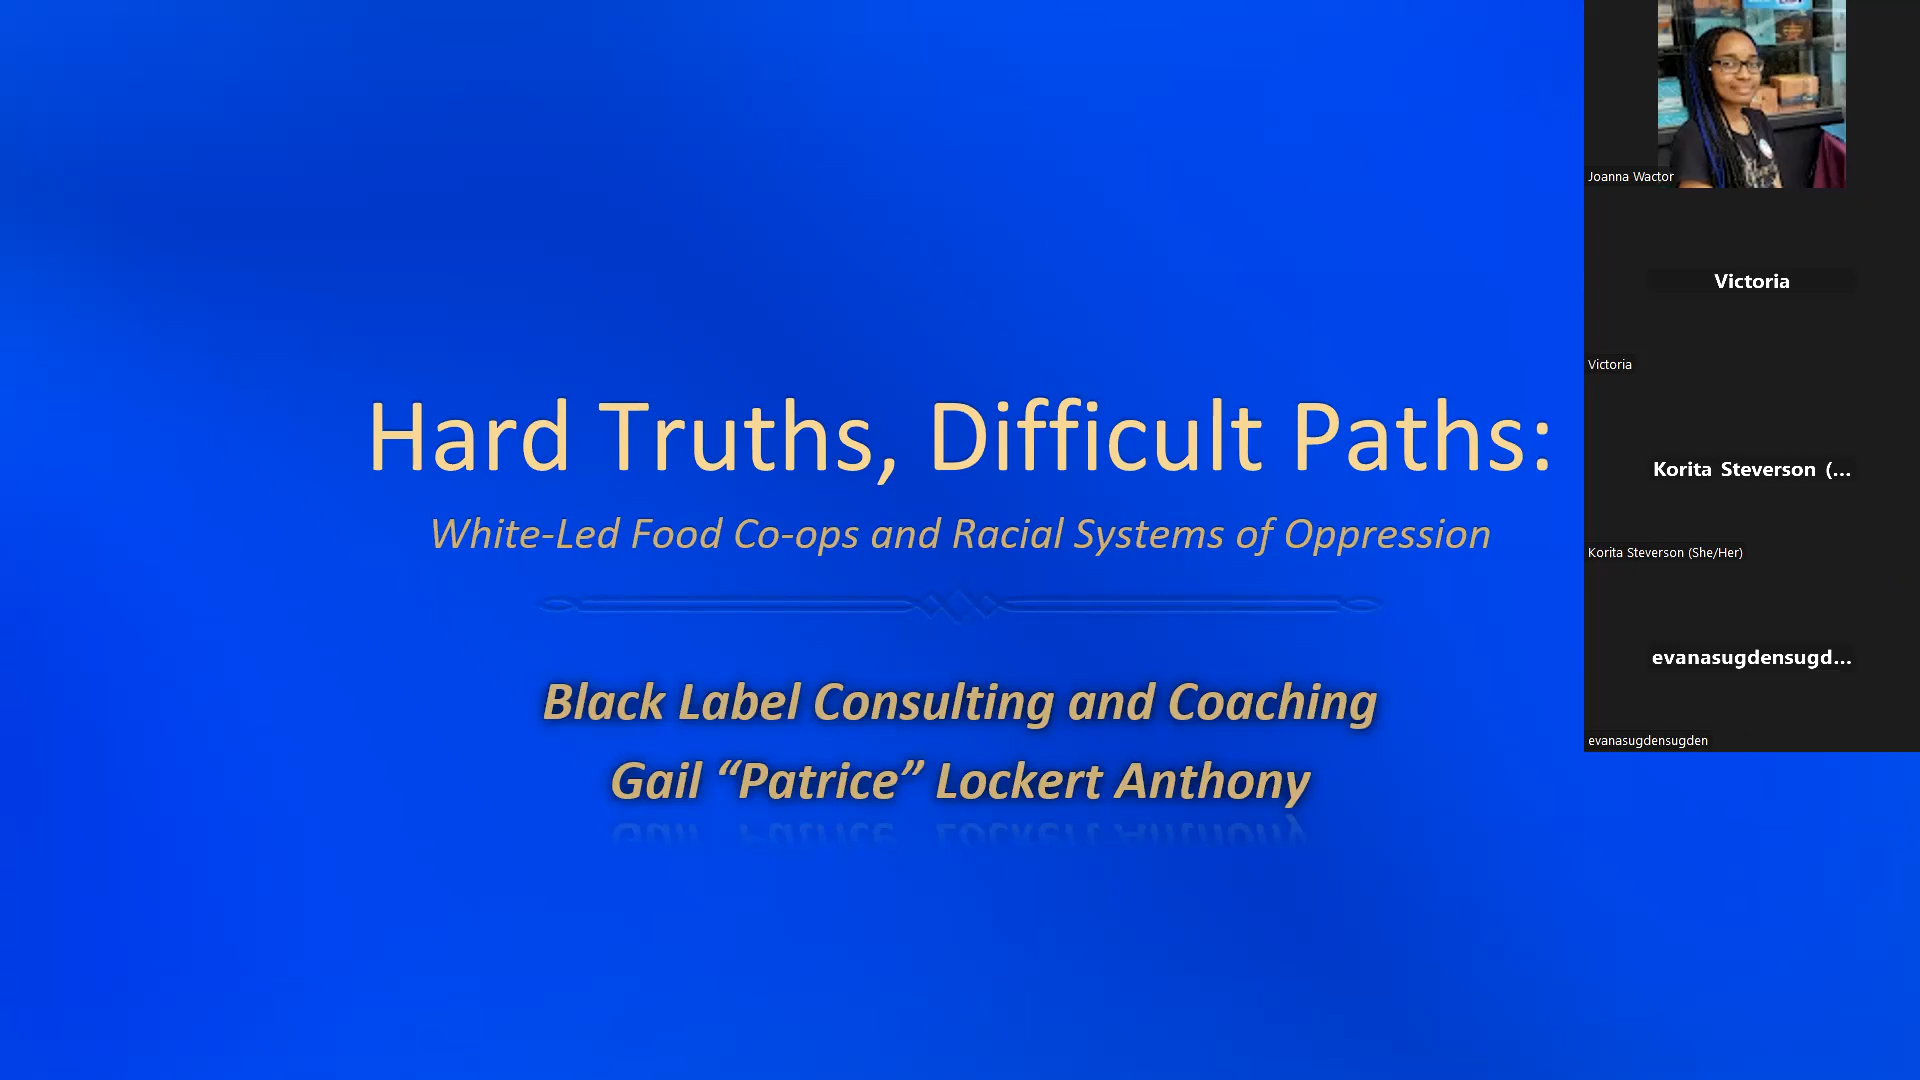 Hard Truths, Difficult Paths:
White-Led Food Co-ops and Racial Systems of Oppression
Black Label Consulting and Coaching
Gail “Patrice” Lockert Anthony
Joanna Wactor
Victoria
Victoria
Korita Steverson (...
Korita Steverson (She/Her)
evanasugdensugd...
evanasugdensugden